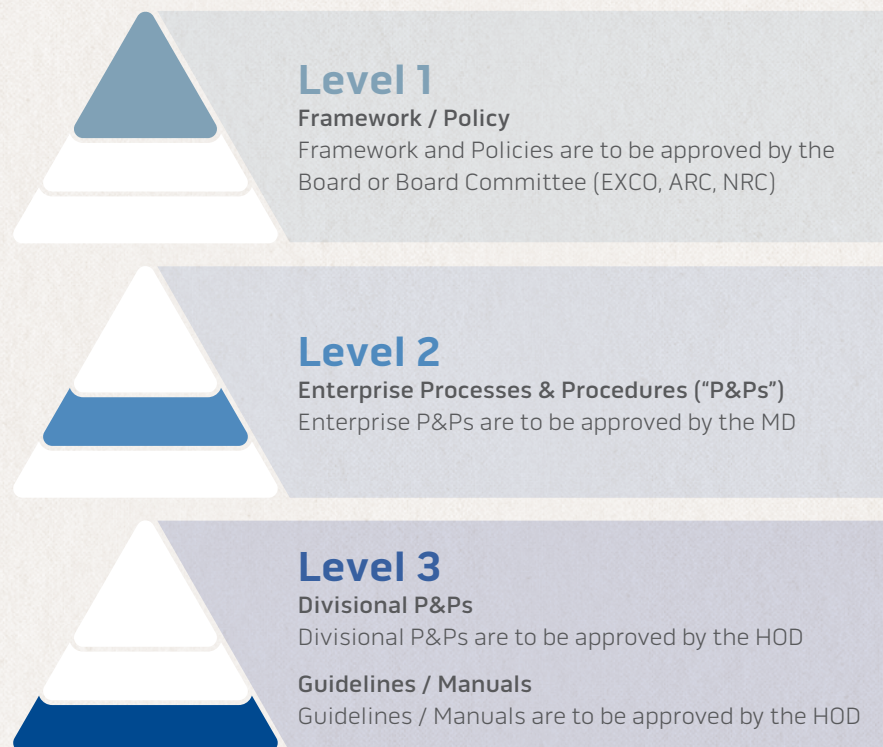 Level 1
Framework / Policy
Framework and Policies are to be approved by the
Board or Board Committee (EXCO, ARC, NRC)
Level 2
Enterprise Processes & Procedures (“P&Ps”)
Enterprise P&Ps are to be approved by the MD
Level 3
Divisional P&Ps
Divisional P&Ps are to be approved by the HOD
Guidelines / Manuals
Guidelines / Manuals are to be approved by the HOD